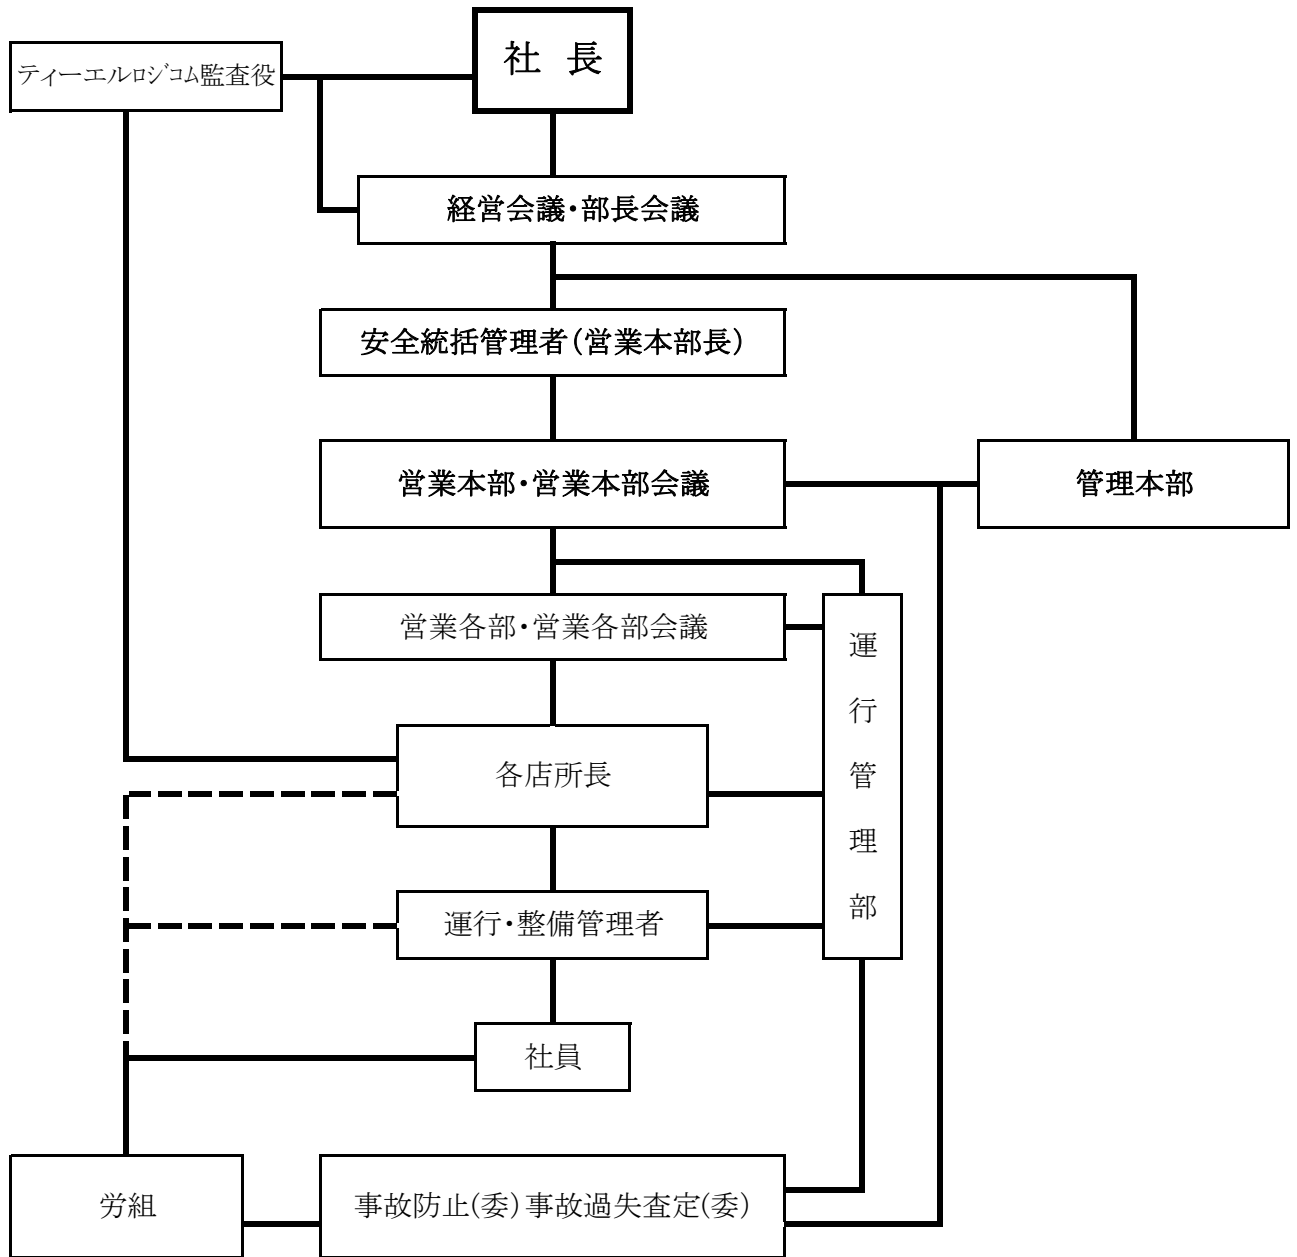 社 長
ティーエルロジコム監査役
経営会議・部長会議
安全統括管理者(営業本部長)
営業本部・営業本部会議
管理本部
営業各部・営業各部会議
運行管理部
各店所長
運行・整備管理者
社員
労組
事故防止(委) 事故過失査定(委)